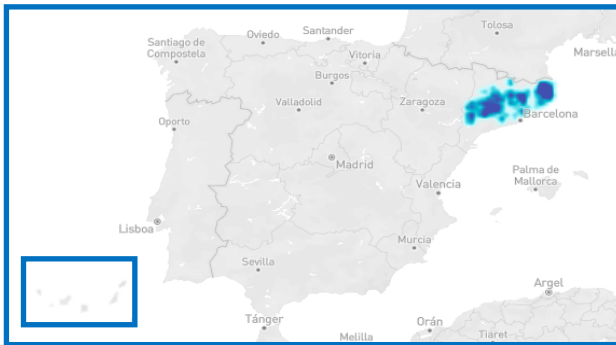 Tolosa
Oviedo
Santander
Santiago de
Compostela
Marsella
Vitoria
Burgos
Valladolid
Zaragoza
Barcelona
Oporto
Madrid
Palma de
Mallorca
Valencia
Lisboa
Murcia
Sevilla
Argel
Tánger
Orán
Melilla
Tiaret